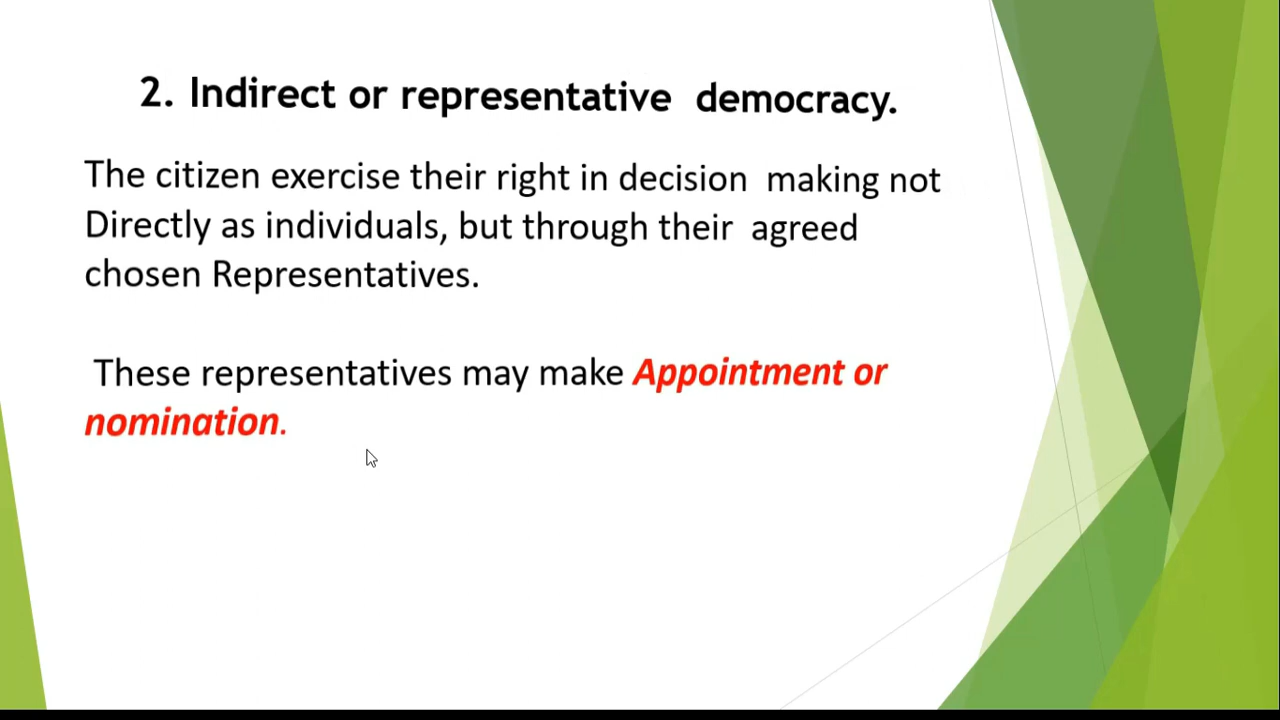 2. Indirect or representative democracy.
The citizen exercise their right in decision making not
Directly as individuals, but through their agreed
chosen Representatives.
These representatives may make Appointment or
nomination.